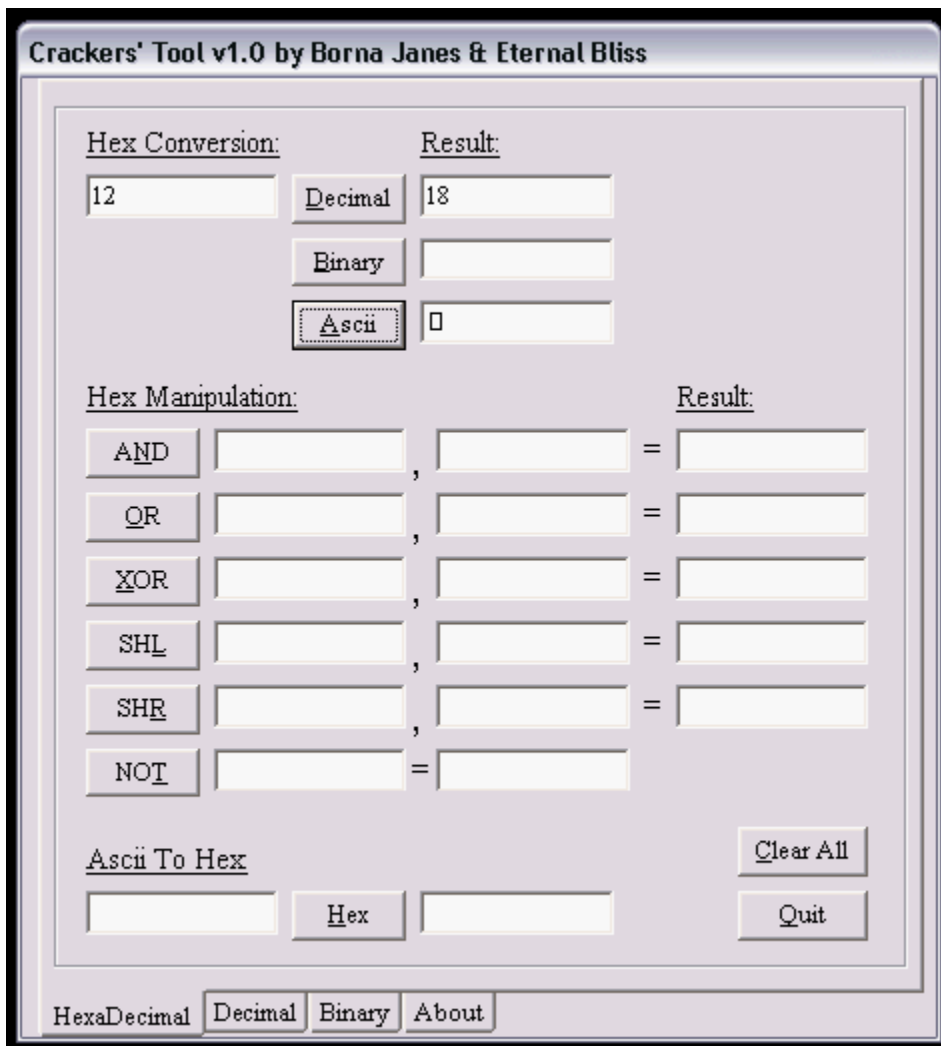 Crackers' Tool v1.0 by Borna Janes & Eternal Bliss
Hex Conversion: Result:
12 Decimal 18
Binary
Ascii
Hex Manipulation: Result:
AND , =
OR , =
XOR , =
SHL , =
SHR , =
NOT =
Ascii To Hex Clear All
Hex Quit
HexaDecimal Decimal Binary About